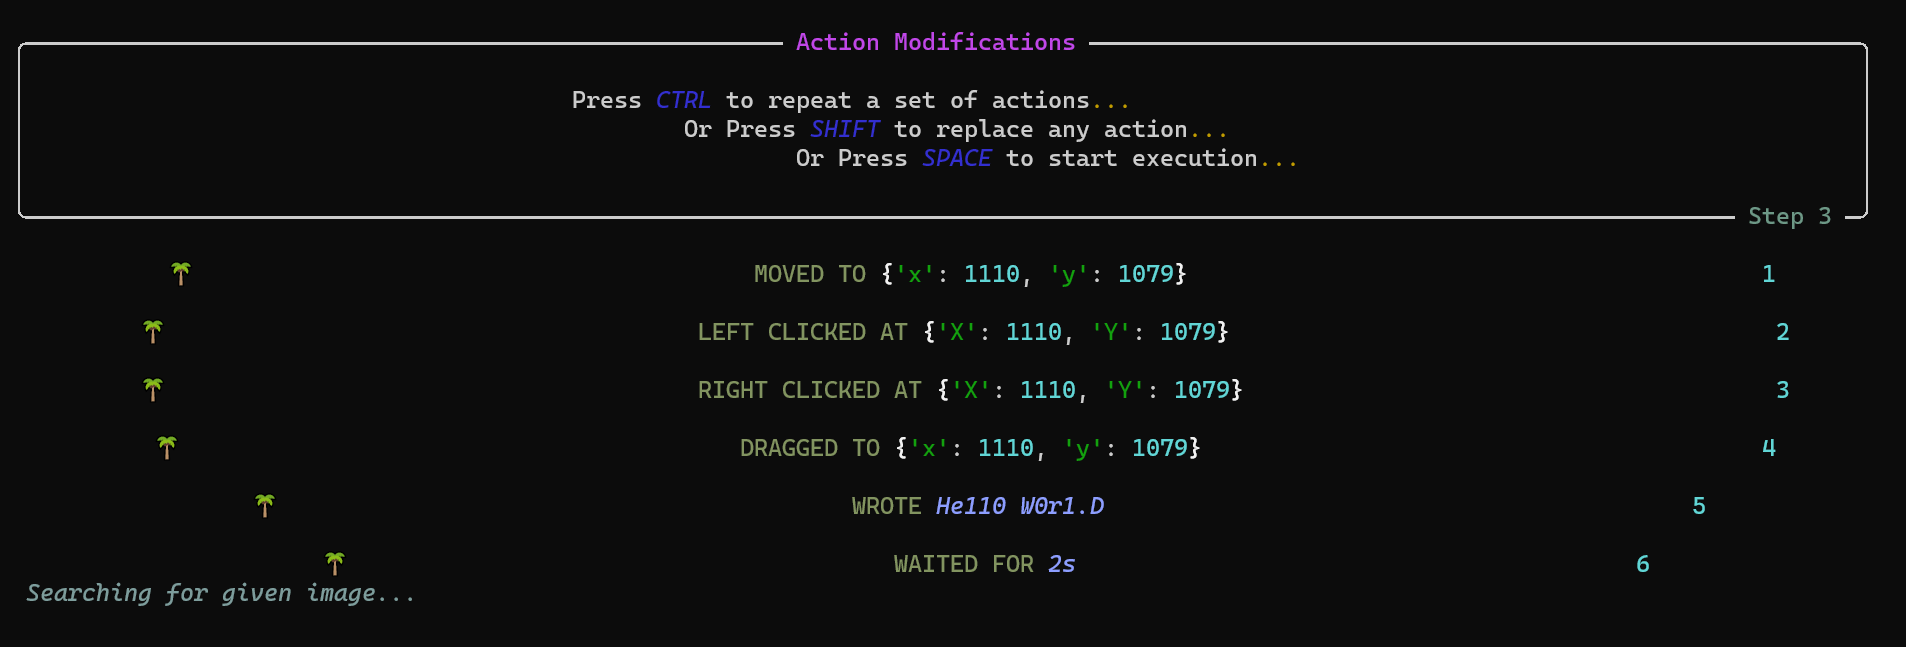 Action Modifications
Press CTRL to repeat a set of actions...
Or Press SHIFT to replace any action...
Or Press SPACE to start execution...
Step 3
MOVED TO {'x': 1110, 'y': 1079} 1
LEFT CLICKED AT {'X': 1110, 'Y': 1079} 2
RIGHT CLICKED AT {'X': 1110, 'Y': 1079} 3
DRAGGED TO {'x': 1110, 'y': 1079} 4
WROTE He110 W0r1.D 5
WAITED FOR 2s 6
Searching for given image...